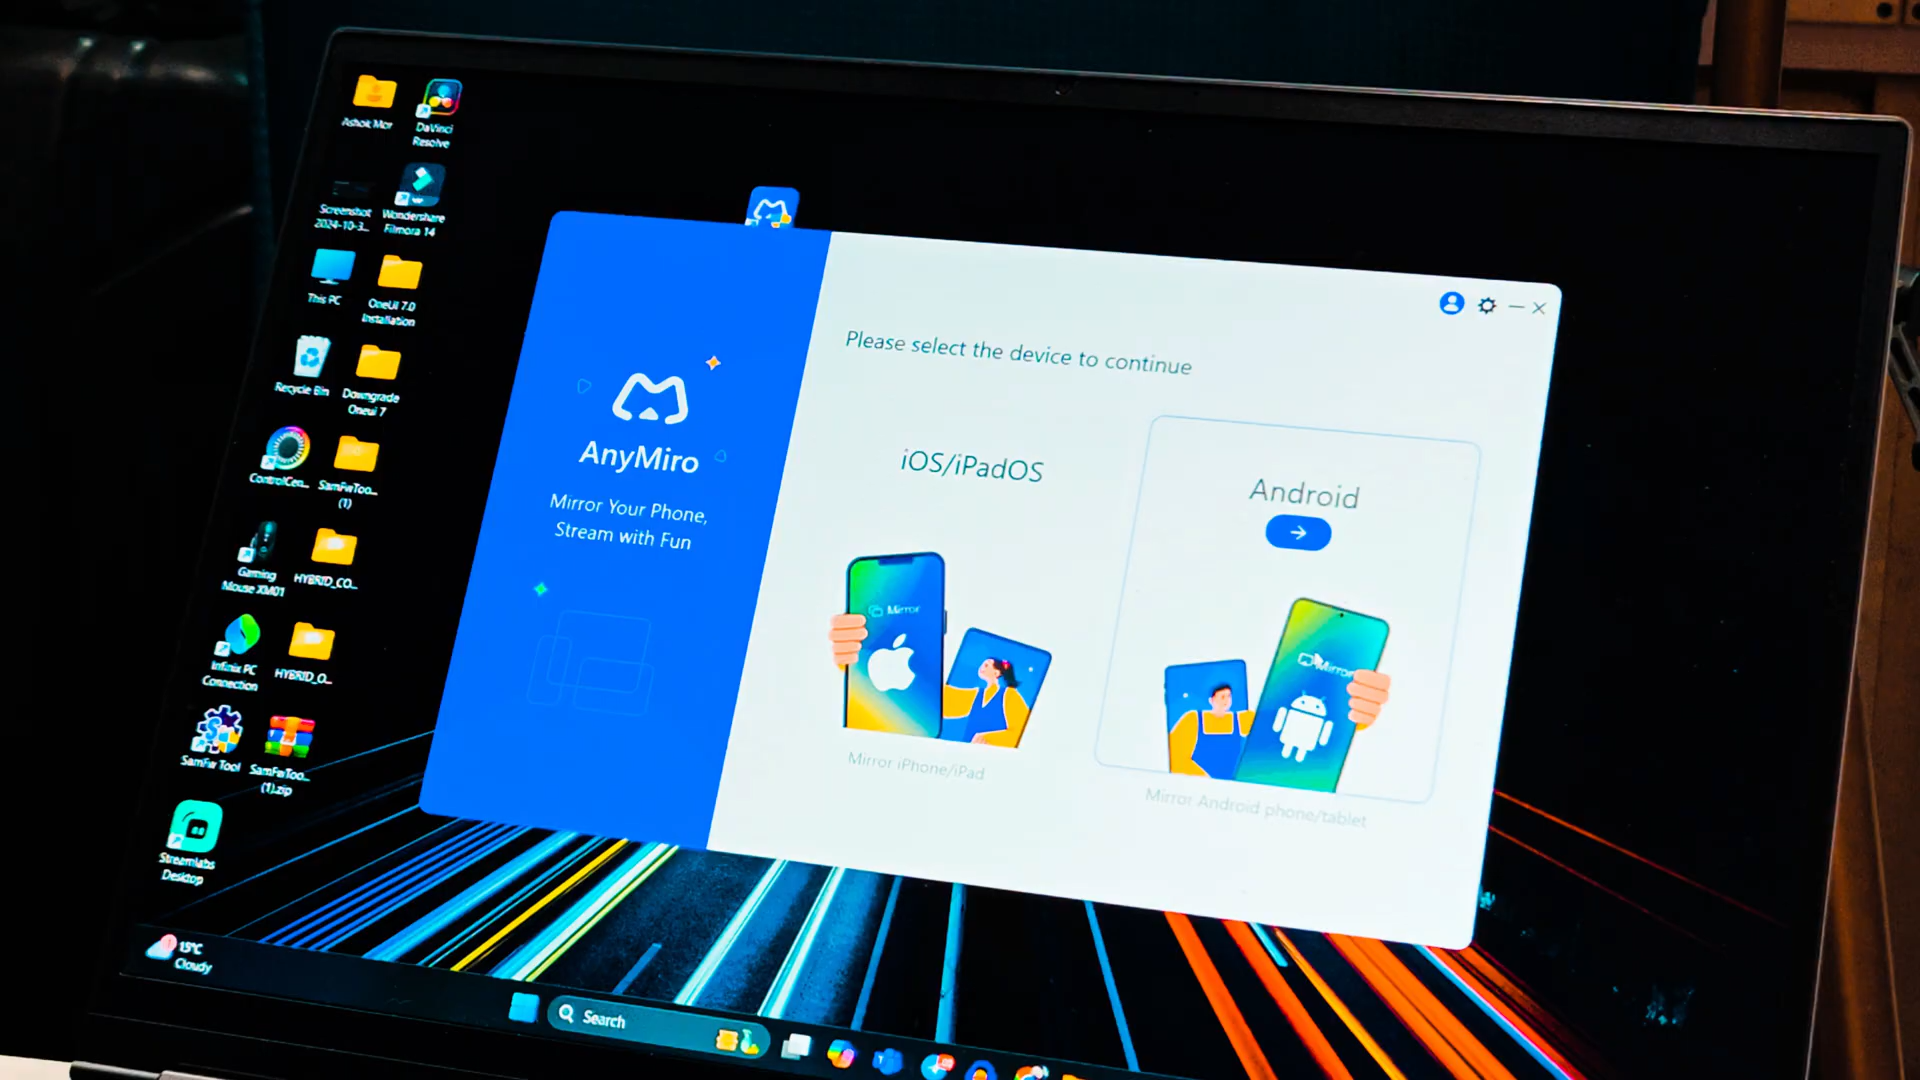 Ashok Mor
DaVinci
Resolve
Screenshot
2024-10-3...
Wondershare
Filmora 14
This PC
OneUI 7.0
Installation
Recycle Bin
Downgrade
Oneui 7
ControlCen...
SamFwToo...
(1)
Gaming
Mouse XM01
HYBRID_CO...
Infinix PC
Connection
HYBRID_O...
SamFw Tool
SamFwToo...
(1).zip
Streamlabs
Desktop
AnyMiro
Mirror Your Phone,
Stream with Fun
Please select the device to continue
iOS/iPadOS
Mirror
Mirror iPhone/iPad
Android
Mirror
Mirror Android phone/tablet
15°C
Cloudy
Search